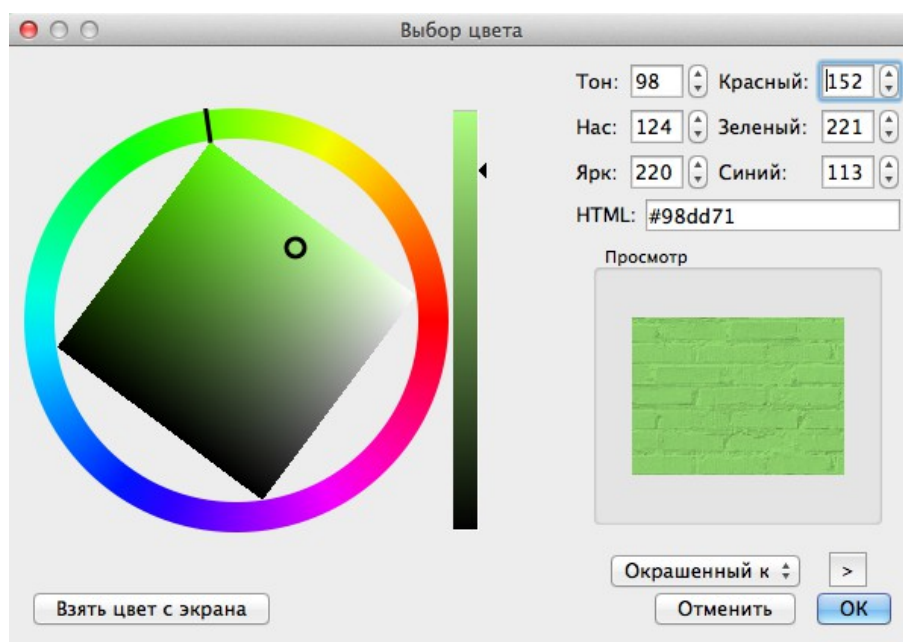 Выбор цвета
Тон: 98 Красный: 152
Нас: 124 Зеленый: 221
Ярк: 220 Синий: 113
HTML: #98dd71
Просмотр
Окрашенный к >
Взять цвет с экрана Отменить OK